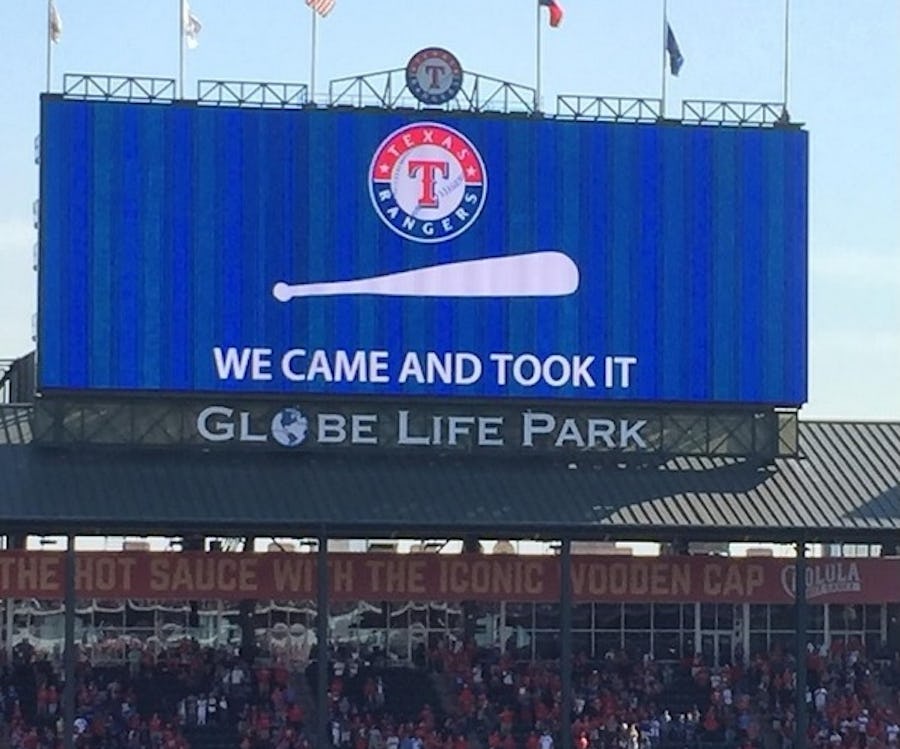 T
TEXAS
T
RANGERS
WE CAME AND TOOK IT
GLOBE LIFE PARK
THE HOT SAUCE WITH THE ICONIC WOODEN CAP CHOLULA